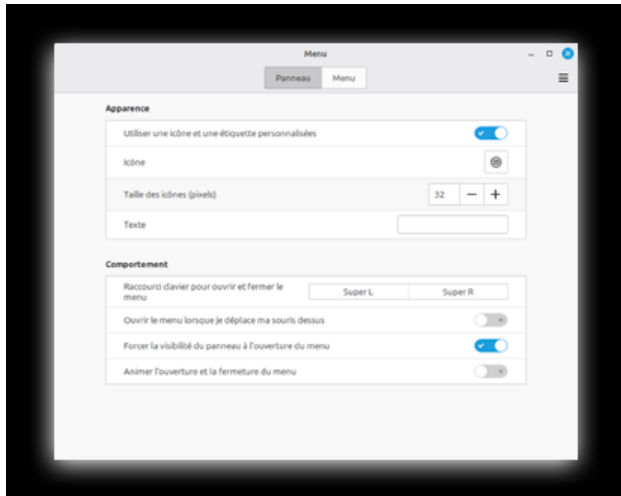 Menu
Panneau Menu
Apparence
Utiliser une icône et une étiquette personnalisées
Icône
Taille des icônes (pixels) 32
Texte
Comportement
Raccourci clavier pour ouvrir et fermer le
menu
Super L Super R
Ouvrir le menu lorsque je déplace ma souris dessus
Forcer la visibilité du panneau à l'ouverture du menu
Animer l'ouverture et la fermeture du menu